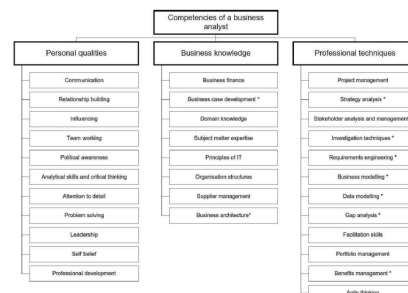 Competencies of a business
analyst
Personal qualities
Communication
Relationship building
Influencing
Team working
Political awareness
Analytical skills and critical thinking
Attention to detail
Problem solving
Leadership
Self belief
Professional development
Business knowledge
Business finance
Business case development *
Domain knowledge
Subject matter expertise
Principles of IT
Organisation structures
Supplier management
Business architecture*
Professional techniques
Project management
Strategy analysis *
Stakeholder analysis and management
Investigation techniques *
Requirements engineering *
Business modelling *
Data modelling *
Gap analysis *
Facilitation skills
Portfolio management
Benefits management *
Agile thinking